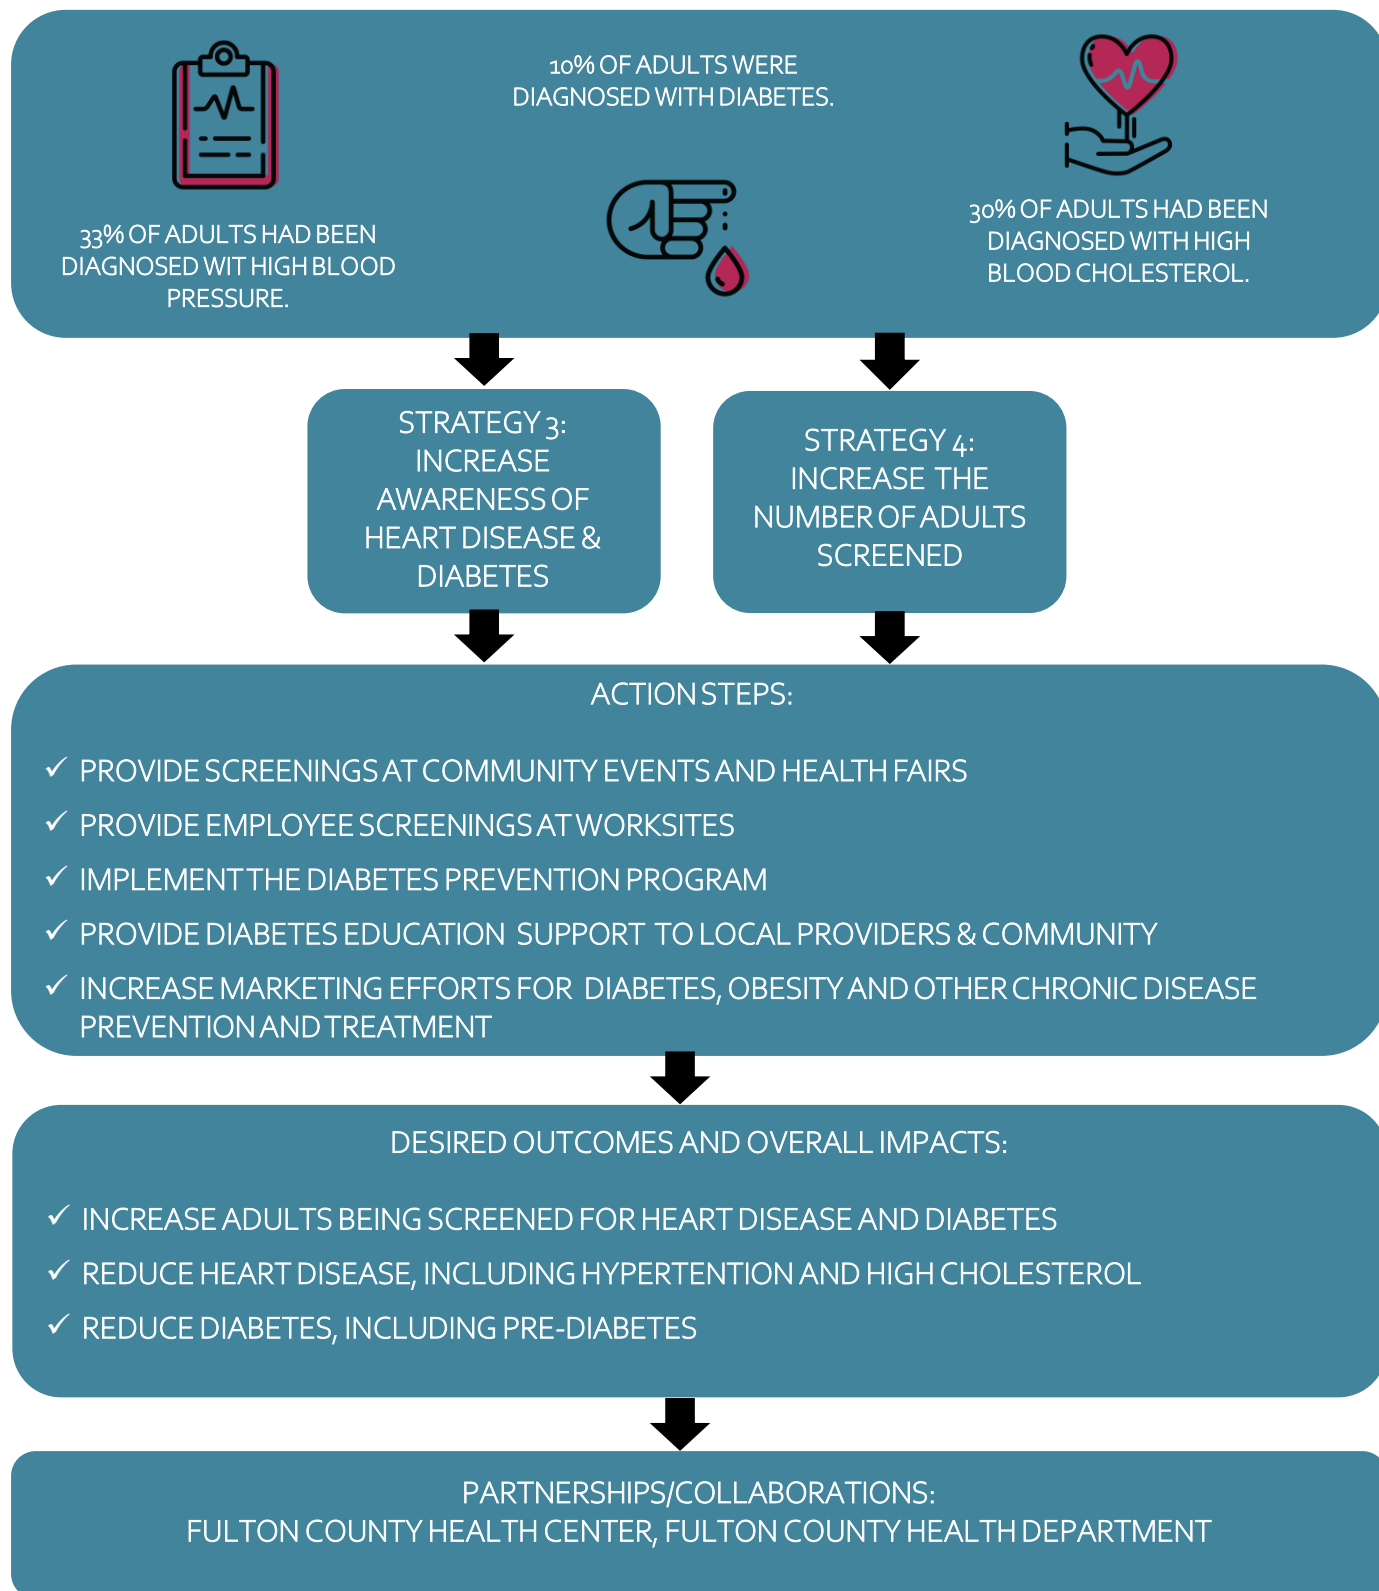 10% OF ADULTS WERE
DIAGNOSED WITH DIABETES.
33% OF ADULTS HAD BEEN
DIAGNOSED WIT HIGH BLOOD
PRESSURE.
30% OF ADULTS HAD BEEN
DIAGNOSED WITH HIGH
BLOOD CHOLESTEROL.
STRATEGY 3:
INCREASE
AWARENESS OF
HEART DISEASE &
DIABETES
STRATEGY 4:
INCREASE THE
NUMBER OF ADULTS
SCREENED
ACTION STEPS:
✓ PROVIDE SCREENINGS AT COMMUNITY EVENTS AND HEALTH FAIRS
✓ PROVIDE EMPLOYEE SCREENINGS AT WORKSITES
✓ IMPLEMENT THE DIABETES PREVENTION PROGRAM
✓ PROVIDE DIABETES EDUCATION SUPPORT TO LOCAL PROVIDERS & COMMUNITY
✓ INCREASE MARKETING EFFORTS FOR DIABETES, OBESITY AND OTHER CHRONIC DISEASE
PREVENTION AND TREATMENT
DESIRED OUTCOMES AND OVERALL IMPACTS:
✓ INCREASE ADULTS BEING SCREENED FOR HEART DISEASE AND DIABETES
✓ REDUCE HEART DISEASE, INCLUDING HYPERTENTION AND HIGH CHOLESTEROL
✓ REDUCE DIABETES, INCLUDING PRE-DIABETES
PARTNERSHIPS/COLLABORATIONS:
FULTON COUNTY HEALTH CENTER, FULTON COUNTY HEALTH DEPARTMENT